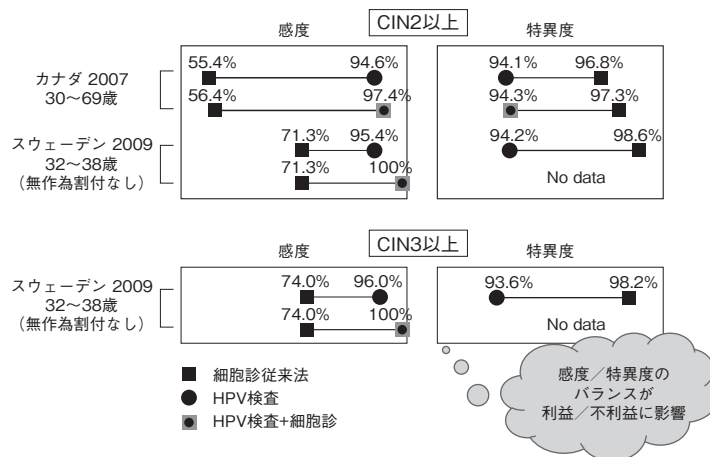 CIN2以上
感度
特異度
カナダ 2007
30〜69歳
55.4%
94.6%
94.1%
96.8%
56.4%
97.4%
94.3%
97.3%
スウェーデン 2009
32〜38歳
（無作為割付なし）
71.3%
95.4%
94.2%
98.6%
71.3%
100%
No data
CIN3以上
感度
特異度
スウェーデン 2009
32〜38歳
（無作為割付なし）
74.0%
96.0%
93.6%
98.2%
74.0%
100%
No data
細胞診従来法
HPV検査
HPV検査+細胞診
感度／特異度の
バランスが
利益／不利益に影響